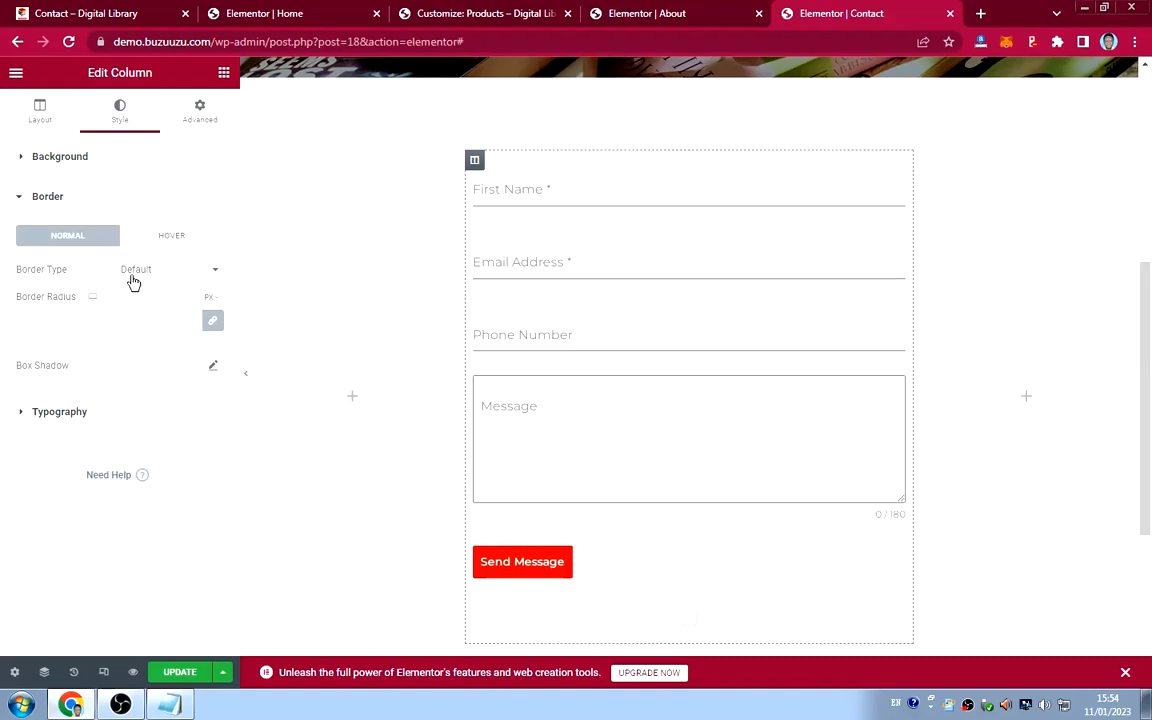 Contact – Digital Library
Elementor | Home
Customize: Products – Digital Lib
Elementor | About
Elementor | Contact
demo.buzuuzu.com/wp-admin/post.php?post=18&action=elementor#
Edit Column
Layout
Style
Advanced
Background
Border
NORMAL
HOVER
Border Type
Default
Border Radius
PX
Box Shadow
Typography
Need Help
First Name *
Email Address *
Phone Number
Message
0 / 180
Send Message
UPDATE
Unleash the full power of Elementor's features and web creation tools.
UPGRADE NOW
EN
15:54
11/01/2023